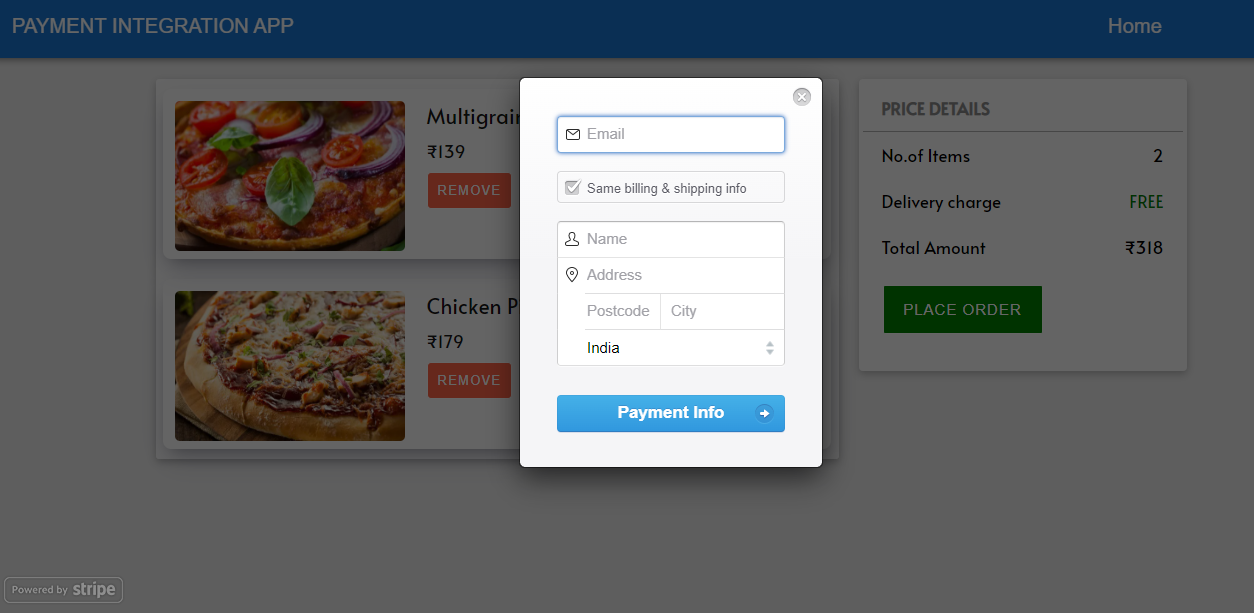 PAYMENT INTEGRATION APP
Home
Multigrain
₹139
REMOVE
Chicken P
₹179
REMOVE
Email
Same billing & shipping info
Name
Address
Postcode
City
India
Payment Info
PRICE DETAILS
No.of Items 2
Delivery charge FREE
Total Amount ₹318
PLACE ORDER
Powered by stripe